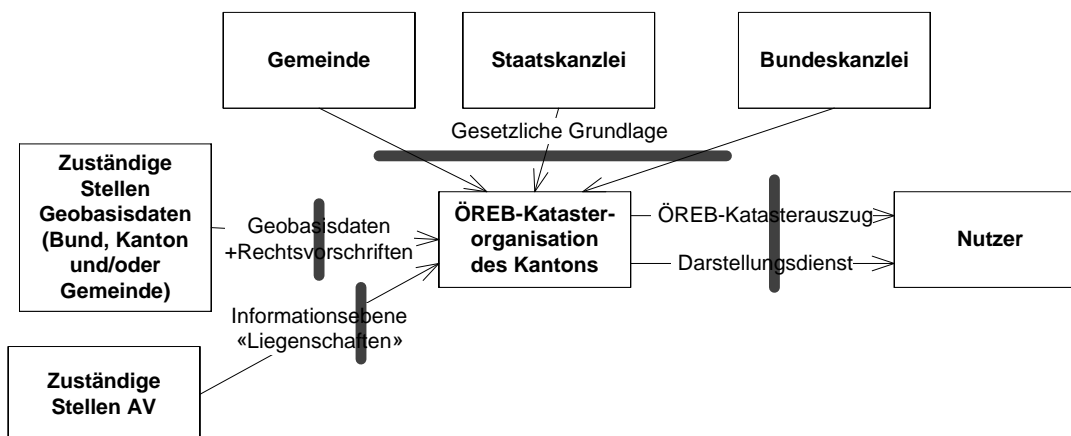 Gemeinde
Staatskanzlei
Bundeskanzlei
Gesetzliche Grundlage
Zuständige
Stellen
Geobasisdaten
(Bund, Kanton
und/oder
Gemeinde)
Geobasisdaten
+Rechtsvorschriften
ÖREB-Kataster-
organisation
des Kantons
ÖREB-Katasterauszug
Darstellungsdienst
Nutzer
Informationsebene
«Liegenschaften»
Zuständige
Stellen AV